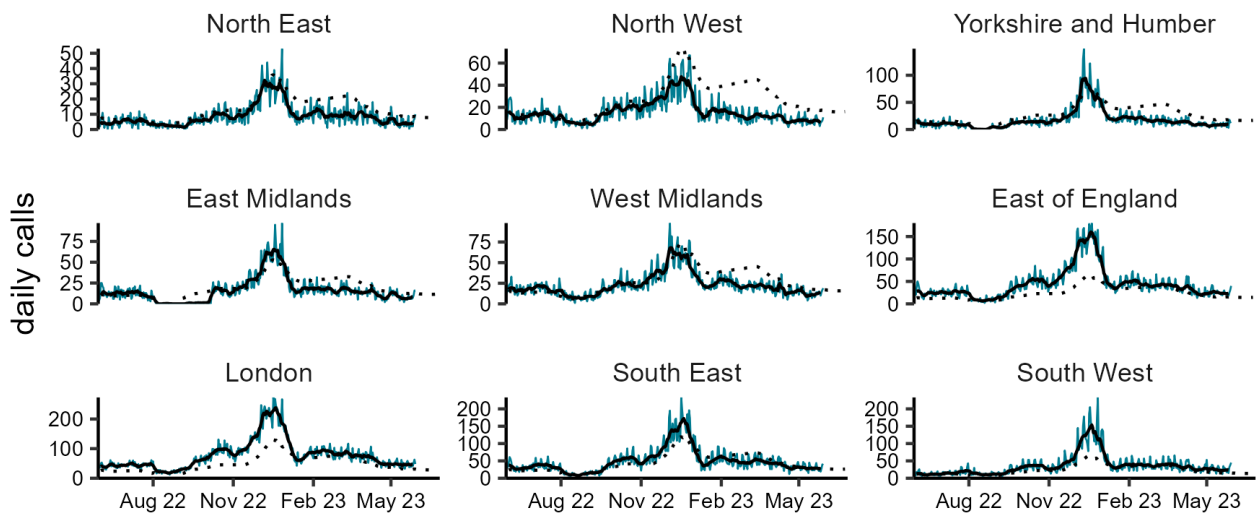 North East
North West
Yorkshire and Humber
50
40
30
20
10
0
60
40
20
0
100
50
0
East Midlands
West Midlands
East of England
75
50
25
0
75
50
25
0
150
100
50
0
daily calls
London
South East
South West
200
100
0
200
150
100
50
0
200
150
100
50
0
Aug 22 Nov 22 Feb 23 May 23
Aug 22 Nov 22 Feb 23 May 23
Aug 22 Nov 22 Feb 23 May 23